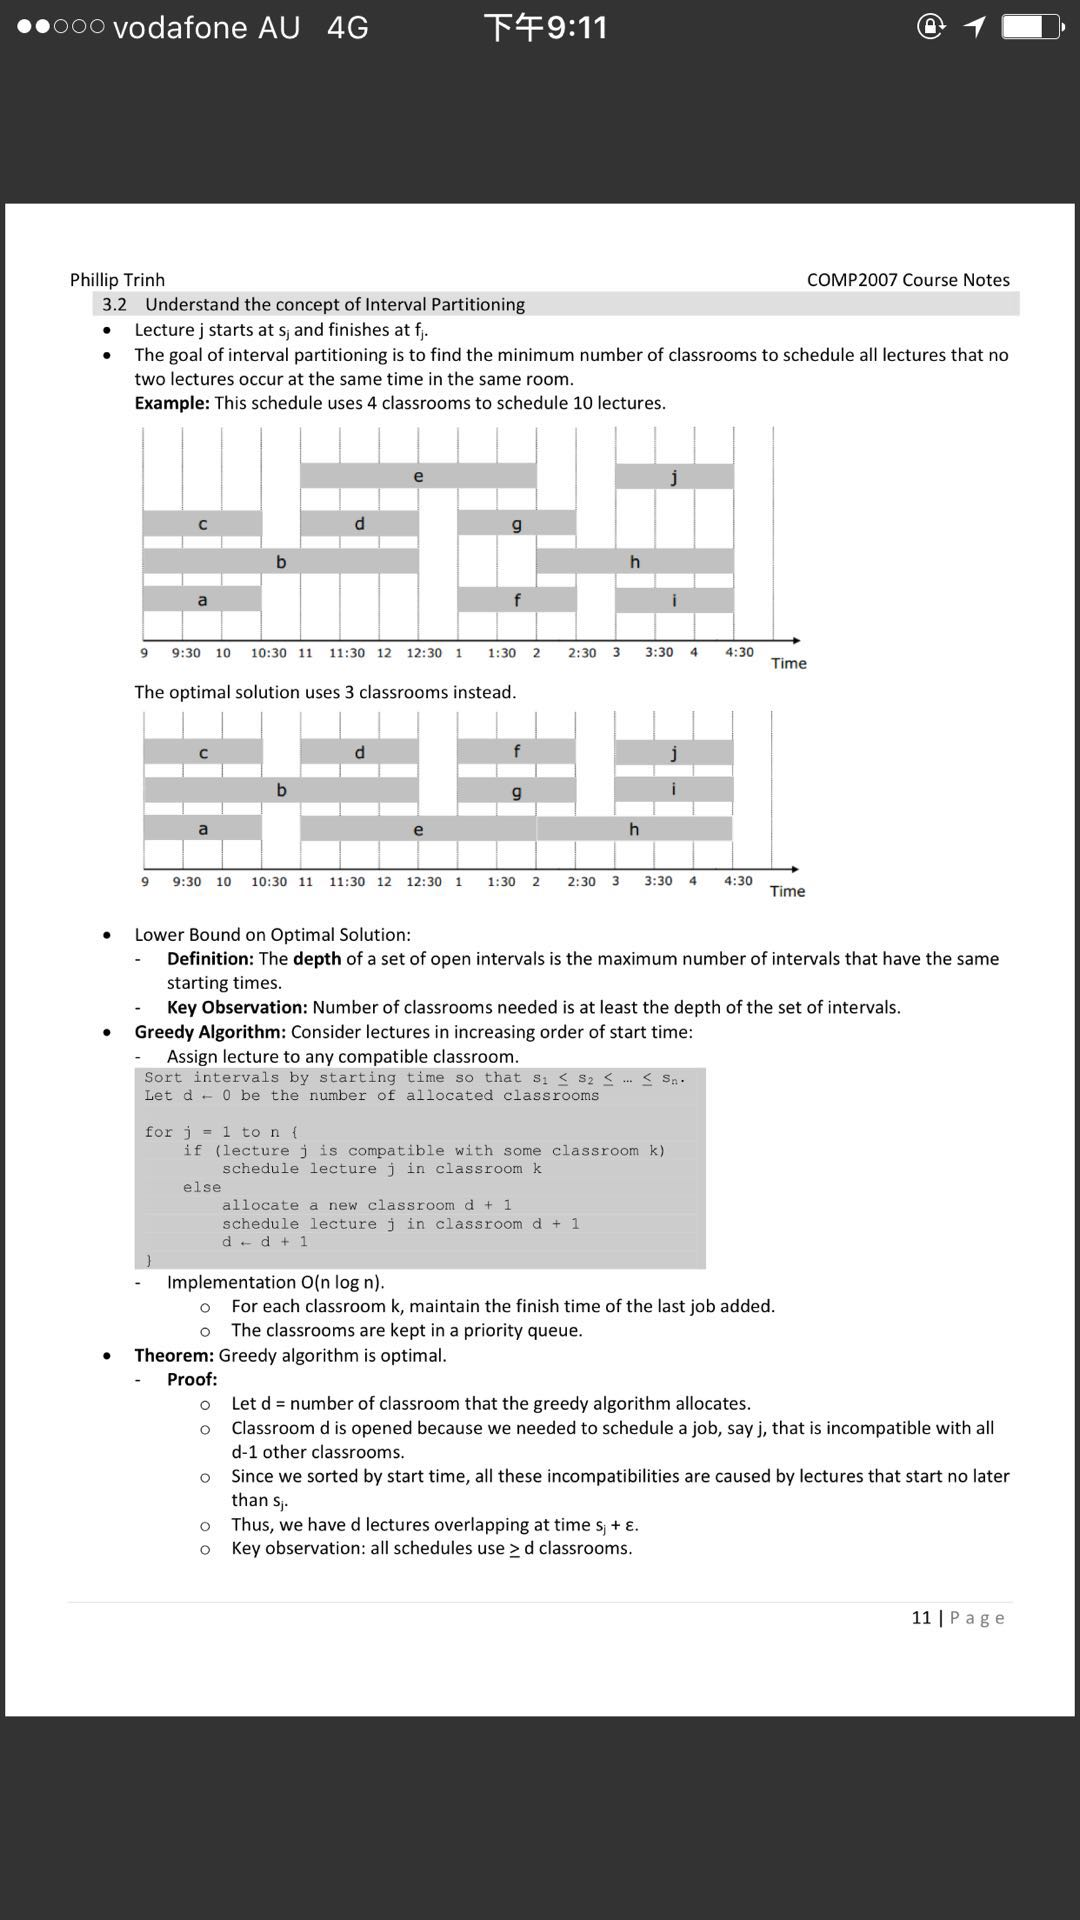 vodafone AU 4G 下午9:11
Phillip Trinh COMP2007 Course Notes
3.2 Understand the concept of Interval Partitioning
• Lecture j starts at sj and finishes at fj.
• The goal of interval partitioning is to find the minimum number of classrooms to schedule all lectures that no
two lectures occur at the same time in the same room.
Example: This schedule uses 4 classrooms to schedule 10 lectures.
e j
c d g
b h
a f i
9 9:30 10 10:30 11 11:30 12 12:30 1 1:30 2 2:30 3 3:30 4 4:30
Time
The optimal solution uses 3 classrooms instead.
c d f j
b g i
a e h
9 9:30 10 10:30 11 11:30 12 12:30 1 1:30 2 2:30 3 3:30 4 4:30
Time
• Lower Bound on Optimal Solution:
- Definition: The depth of a set of open intervals is the maximum number of intervals that have the same
starting times.
- Key Observation: Number of classrooms needed is at least the depth of the set of intervals.
• Greedy Algorithm: Consider lectures in increasing order of start time:
- Assign lecture to any compatible classroom.
Sort intervals by starting time so that s1 ≤ s2 ≤ … ≤ sn.
Let d ← 0 be the number of allocated classrooms
for j = 1 to n {
if (lecture j is compatible with some classroom k)
schedule lecture j in classroom k
else
allocate a new classroom d + 1
schedule lecture j in classroom d + 1
d ← d + 1
}
- Implementation O(n log n).
o For each classroom k, maintain the finish time of the last job added.
o The classrooms are kept in a priority queue.
• Theorem: Greedy algorithm is optimal.
- Proof:
o Let d = number of classroom that the greedy algorithm allocates.
o Classroom d is opened because we needed to schedule a job, say j, that is incompatible with all
d-1 other classrooms.
o Since we sorted by start time, all these incompatibilities are caused by lectures that start no later
than sj.
o Thus, we have d lectures overlapping at time sj + ε.
o Key observation: all schedules use ≥ d classrooms.
11 | Page